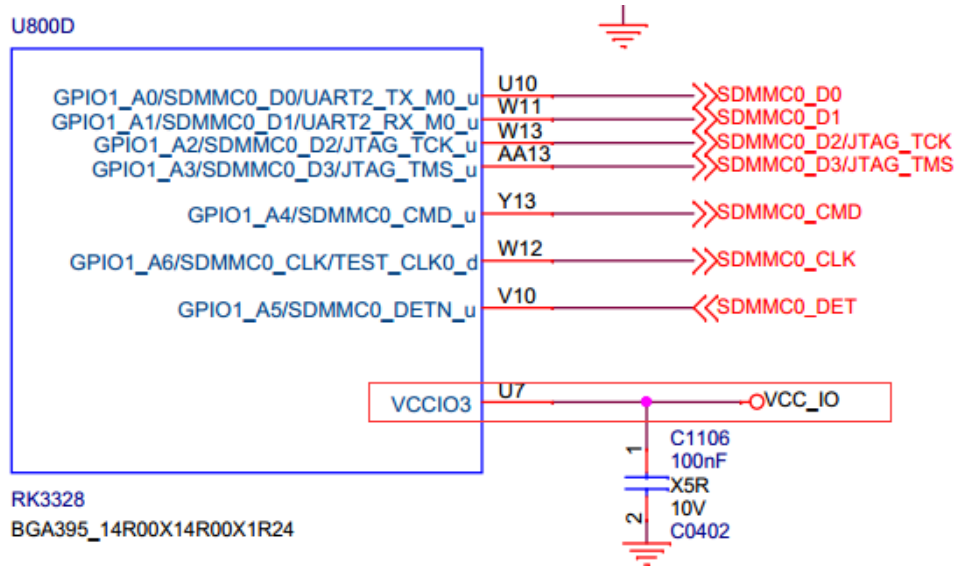 U800D
GPIO1_A0/SDMMC0_D0/UART2_TX_M0_u U10 SDMMC0_D0
GPIO1_A1/SDMMC0_D1/UART2_RX_M0_u W11 SDMMC0_D1
GPIO1_A2/SDMMC0_D2/JTAG_TCK_u W13 SDMMC0_D2/JTAG_TCK
GPIO1_A3/SDMMC0_D3/JTAG_TMS_u AA13 SDMMC0_D3/JTAG_TMS
GPIO1_A4/SDMMC0_CMD_u Y13 SDMMC0_CMD
GPIO1_A6/SDMMC0_CLK/TEST_CLK0_d W12 SDMMC0_CLK
GPIO1_A5/SDMMC0_DETN_u V10 SDMMC0_DET
VCCIO3 U7 VCC_IO
1 C1106
100nF
X5R
10V
2 C0402
RK3328
BGA395_14R00X14R00X1R24